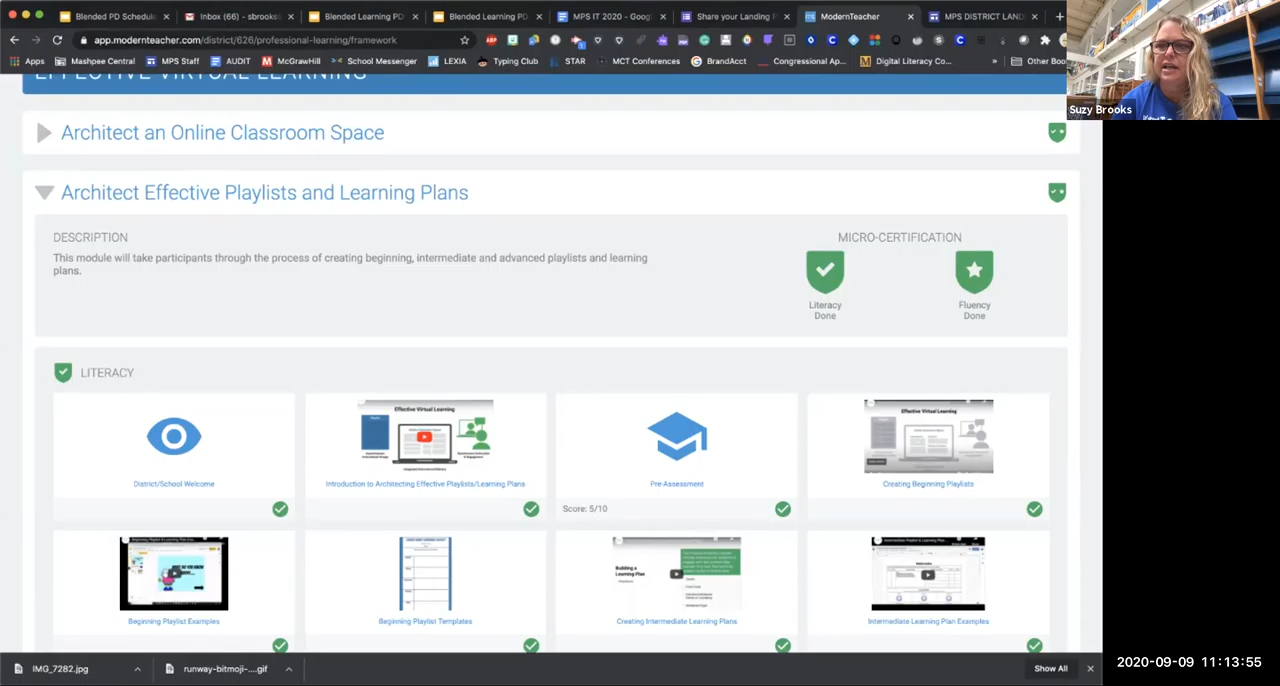 Blended PD Schedul
Inbox (66) - sbrooks
Blended Learning PD
Blended Learning PD
MPS IT 2020 - Goog
Share your Landing P
ModernTeacher
MPS DISTRICT LAND
app.modernteacher.com/district/626/professional-learning/framework
Apps
Mashpee Central
MPS Staff
AUDIT
McGrawHill
School Messenger
LEXIA
Typing Club
STAR
MCT Conferences
BrandAcct
Congressional Ap...
Digital Literacy Co...
»
Other Boo
Suzy Brooks
EFFECTIVE VIRTUAL LEARNING
Architect an Online Classroom Space
Architect Effective Playlists and Learning Plans
DESCRIPTION
This module will take participants through the process of creating beginning, intermediate and advanced playlists and learning
plans.
MICRO-CERTIFICATION
Literacy
Done
Fluency
Done
LITERACY
District/School Welcome
Effective Virtual Learning
Introduction to Architecting Effective Playlists/Learning Plans
Pre-Assessment
Score: 5/10
Effective Virtual Learning
Creating Beginning Playlists
Beginning Playlist Examples
Beginning Playlist Templates
Building a
Learning Plan
Creating Intermediate Learning Plans
Intermediate Learning Plan Examples
IMG_7282.jpg
runway-bitmoji-....gif
Show All
2020-09-09 11:13:55